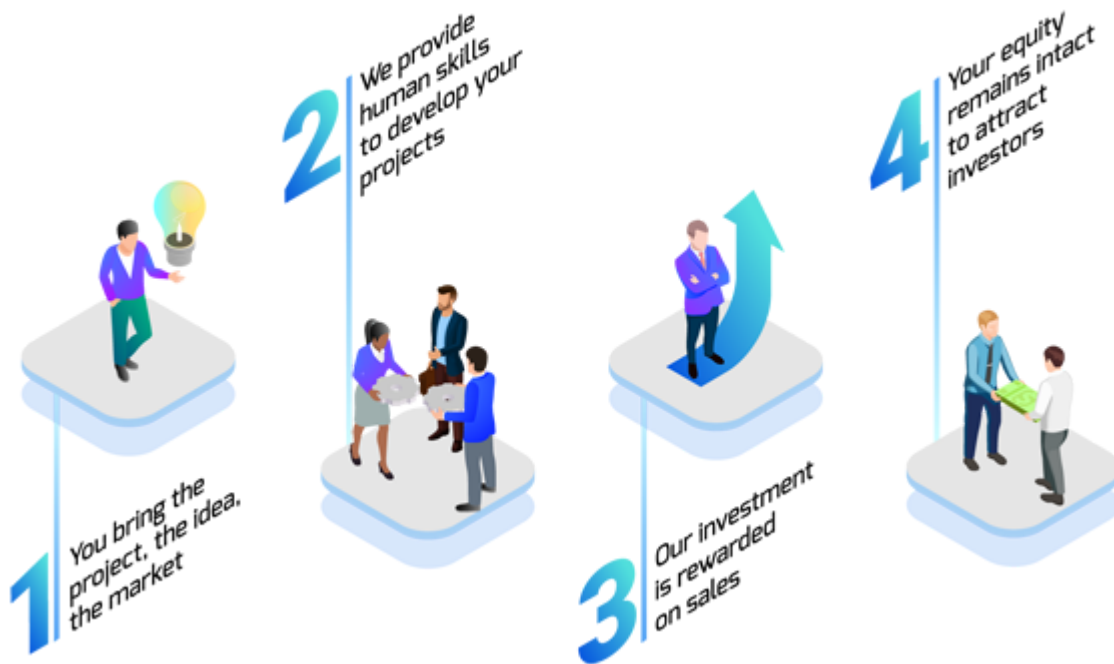 1
You bring the
project, the idea,
the market
2
We provide
human skills
to develop your
projects
3
Our investment
is rewarded
on sales
4
Your equity
remains intact
to attract
investors